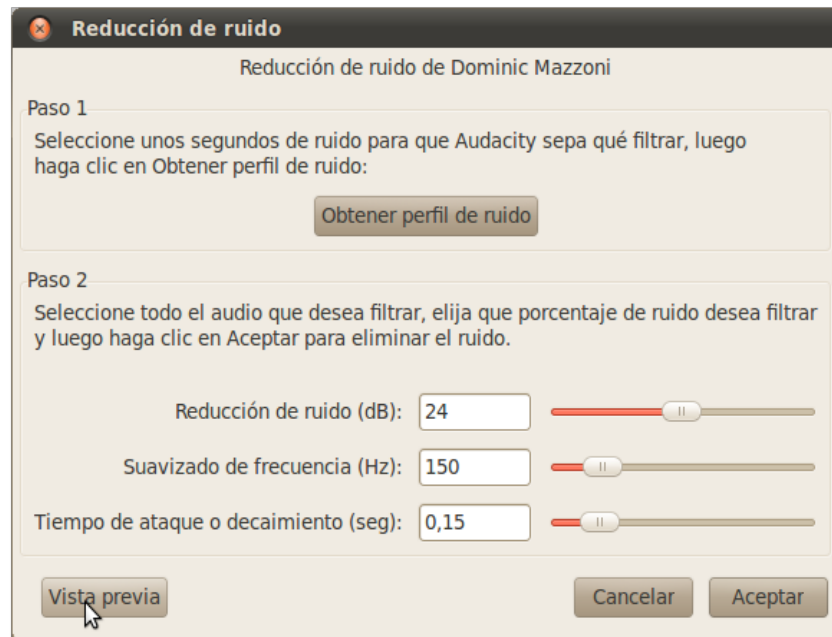 Reducción de ruido
Reducción de ruido de Dominic Mazzoni
Paso 1
Seleccione unos segundos de ruido para que Audacity sepa qué filtrar, luego
haga clic en Obtener perfil de ruido:
Obtener perfil de ruido
Paso 2
Seleccione todo el audio que desea filtrar, elija que porcentaje de ruido desea filtrar
y luego haga clic en Aceptar para eliminar el ruido.
Reducción de ruido (dB): 24
Suavizado de frecuencia (Hz): 150
Tiempo de ataque o decaimiento (seg): 0,15
Vista previa Cancelar Aceptar